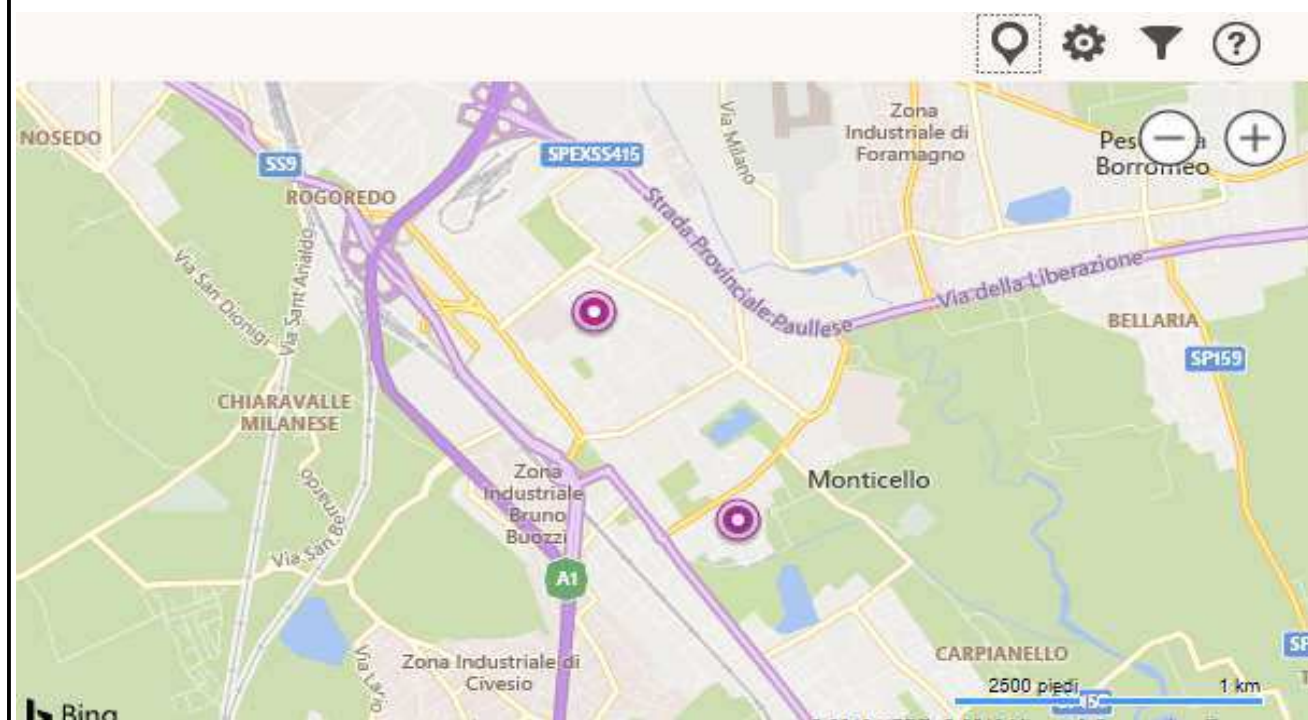 ?
NOSEDO
SS9
SPEXSS415
Via Milano
Zona
Industriale di
Foramagno
Borromeo
ROGOREDO
Strada Provinciale Paullese
Via della Liberazione
Via San Dionigi
Via Sant'Arialdo
BELLARIA
SP159
CHIARAVALLE
MILANESE
Zona
Industriale
Bruno
Buozzi
Monticello
Via San Bernardo
A1
Zona Industriale di
Civesio
CARPIANELLO
2500 piedi
1 km
Bing